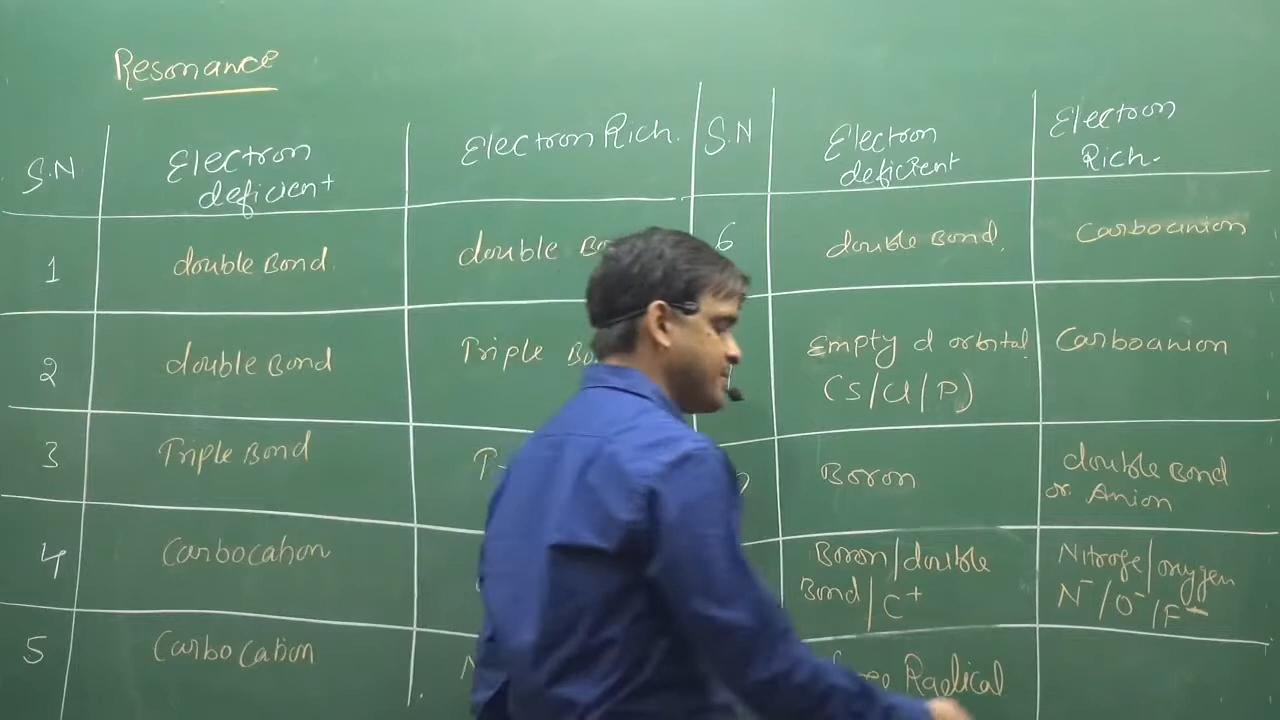 Resonance
S.N Electron deficient Electron Rich. S.N Electron deficient Electron Rich.
1 double Bond. double 6 double Bond. Carboanion
2 double Bond Triple Empty d orbital Carboanion
(S/Cl/P)
3 Triple Bond Boron double Bond
or Anion
4 Carbocation Boron/double Bond/C+ Nitroge/oxygen
N-/O-/F-
5 Carbocation Radical